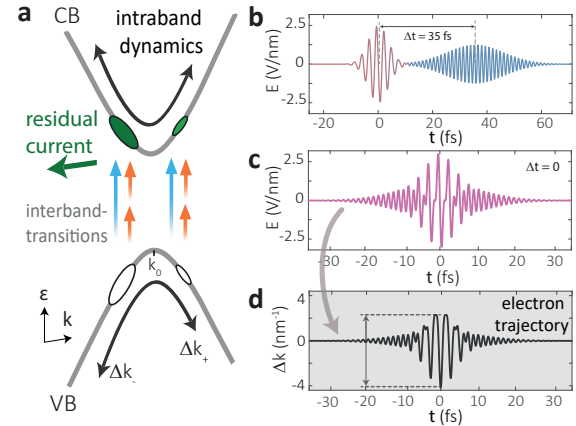 a
CB
intraband
dynamics
residual
current
interband-
transitions
k₀
ε
k
Δk₋
Δk₊
VB
b
E (V/nm)
2.5
0
-2.5
Δt = 35 fs
-20
0
20
40
60
t (fs)
c
E (V/nm)
2.5
0
-2.5
Δt = 0
-30
-20
-10
0
10
20
30
t (fs)
d
Δk (nm⁻¹)
4
0
-4
electron
trajectory
-30
-20
-10
0
10
20
30
t (fs)